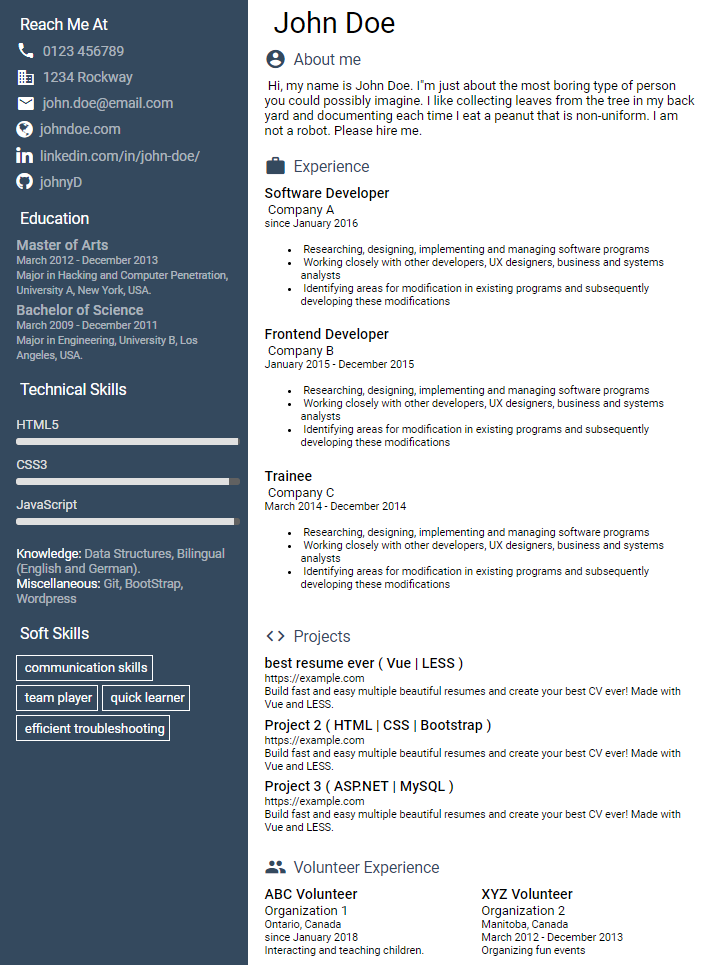 Reach Me At
0123 456789
1234 Rockway
john.doe@email.com
johndoe.com
linkedin.com/in/john-doe/
johnyD
Education
Master of Arts
March 2012 - December 2013
Major in Hacking and Computer Penetration,
University A, New York, USA.
Bachelor of Science
March 2009 - December 2011
Major in Engineering, University B, Los
Angeles, USA.
Technical Skills
HTML5
CSS3
JavaScript
Knowledge: Data Structures, Bilingual
(English and German).
Miscellaneous: Git, BootStrap,
Wordpress
Soft Skills
communication skills
team player
quick learner
efficient troubleshooting
John Doe
About me
Hi, my name is John Doe. I"m just about the most boring type of person
you could possibly imagine. I like collecting leaves from the tree in my back
yard and documenting each time I eat a peanut that is non-uniform. I am
not a robot. Please hire me.
Experience
Software Developer
Company A
since January 2016
• Researching, designing, implementing and managing software programs
• Working closely with other developers, UX designers, business and systems
analysts
• Identifying areas for modification in existing programs and subsequently
developing these modifications
Frontend Developer
Company B
January 2015 - December 2015
• Researching, designing, implementing and managing software programs
• Working closely with other developers, UX designers, business and systems
analysts
• Identifying areas for modification in existing programs and subsequently
developing these modifications
Trainee
Company C
March 2014 - December 2014
• Researching, designing, implementing and managing software programs
• Working closely with other developers, UX designers, business and systems
analysts
• Identifying areas for modification in existing programs and subsequently
developing these modifications
Projects
best resume ever ( Vue | LESS )
https://example.com
Build fast and easy multiple beautiful resumes and create your best CV ever! Made with
Vue and LESS.
Project 2 ( HTML | CSS | Bootstrap )
https://example.com
Build fast and easy multiple beautiful resumes and create your best CV ever! Made with
Vue and LESS.
Project 3 ( ASP.NET | MySQL )
https://example.com
Build fast and easy multiple beautiful resumes and create your best CV ever! Made with
Vue and LESS.
Volunteer Experience
ABC Volunteer
Organization 1
Ontario, Canada
since January 2018
Interacting and teaching children.
XYZ Volunteer
Organization 2
Manitoba, Canada
March 2012 - December 2013
Organizing fun events